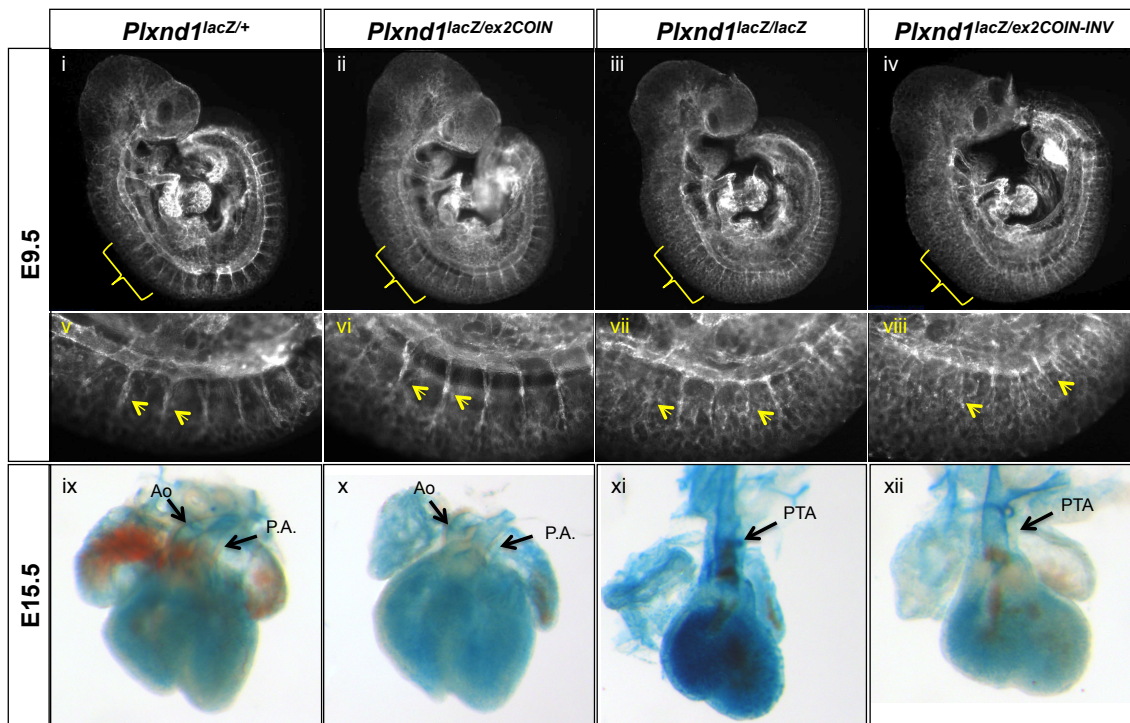 Plxnd1lacZ/+
Plxnd1lacZ/ex2COIN
Plxnd1lacZ/lacZ
Plxnd1lacZ/ex2COIN-INV
E9.5
i
ii
iii
iv
v
vi
vii
viii
E15.5
ix
Ao
P.A.
x
Ao
P.A.
xi
PTA
xii
PTA